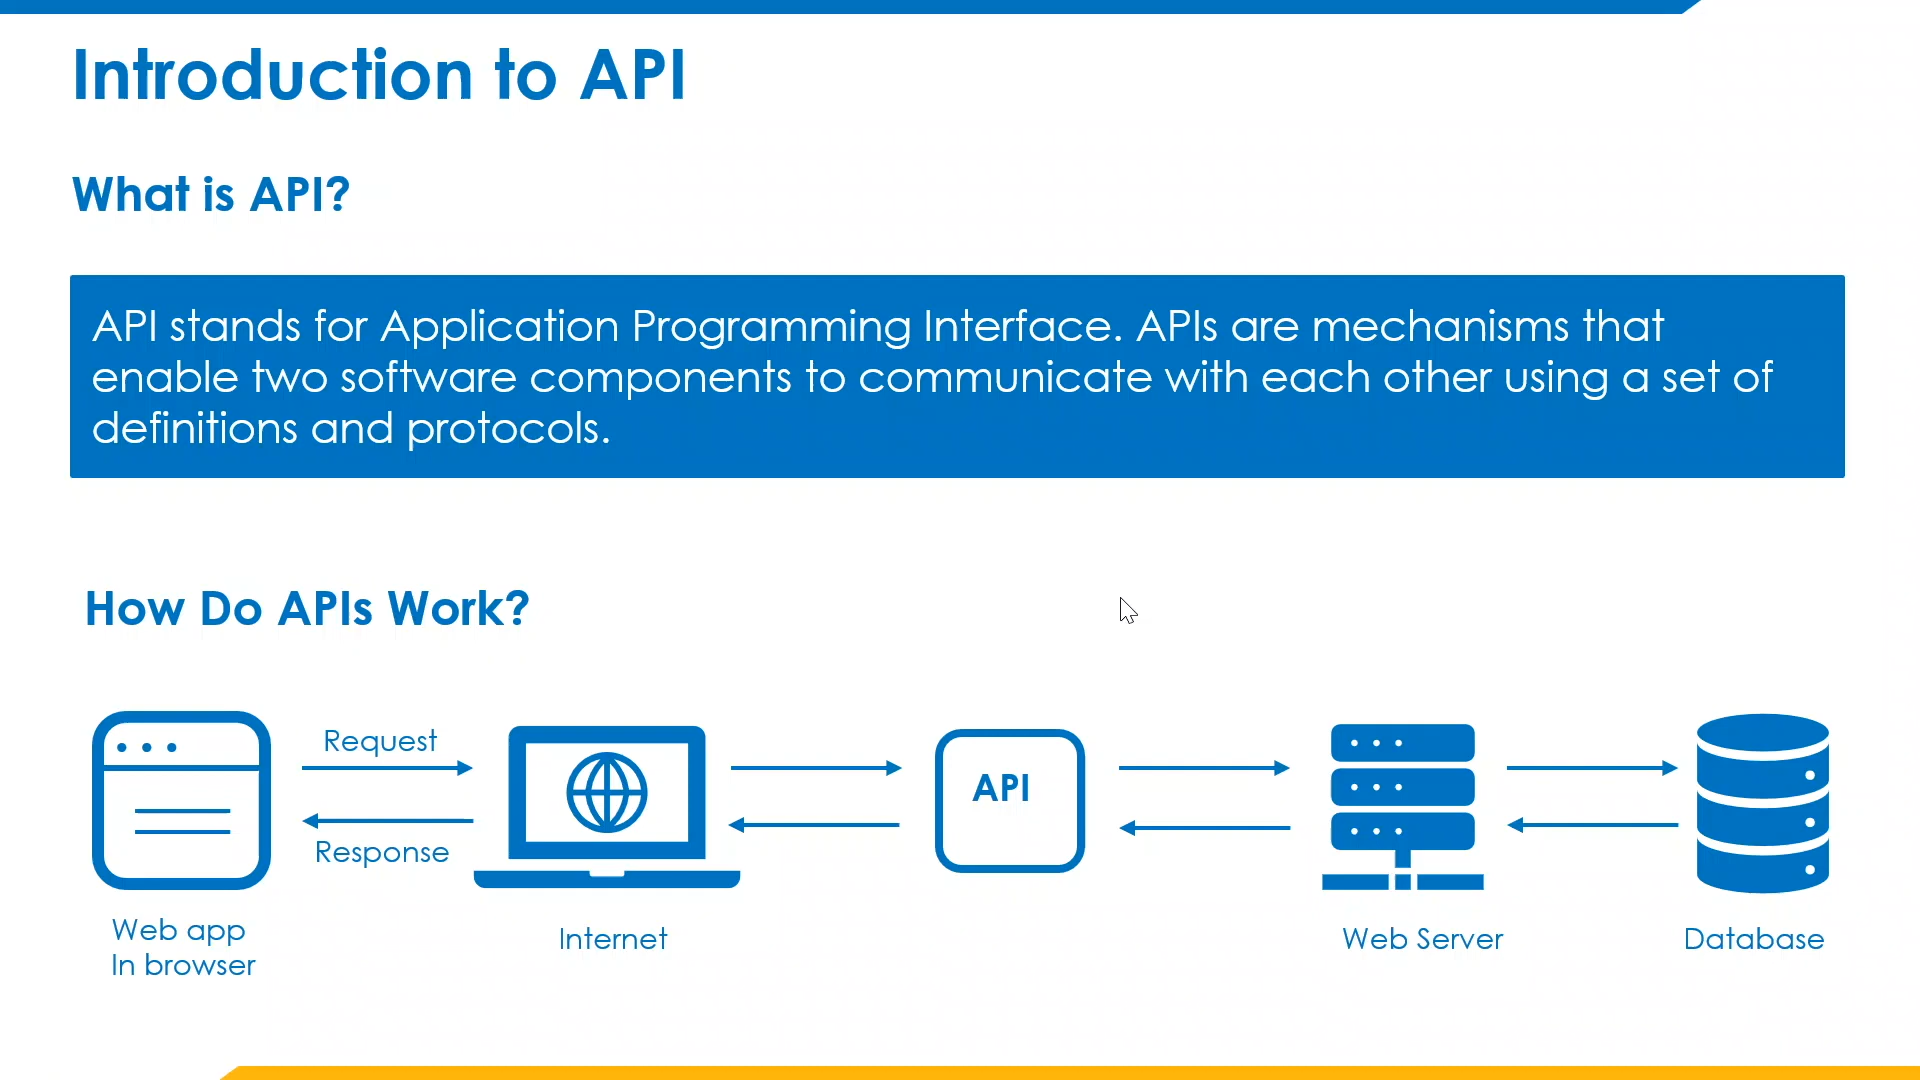 Introduction to API
What is API?
API stands for Application Programming Interface. APIs are mechanisms that
enable two software components to communicate with each other using a set of
definitions and protocols.
How Do APIs Work?
Request
Response
API
Web app
In browser
Internet
Web Server
Database